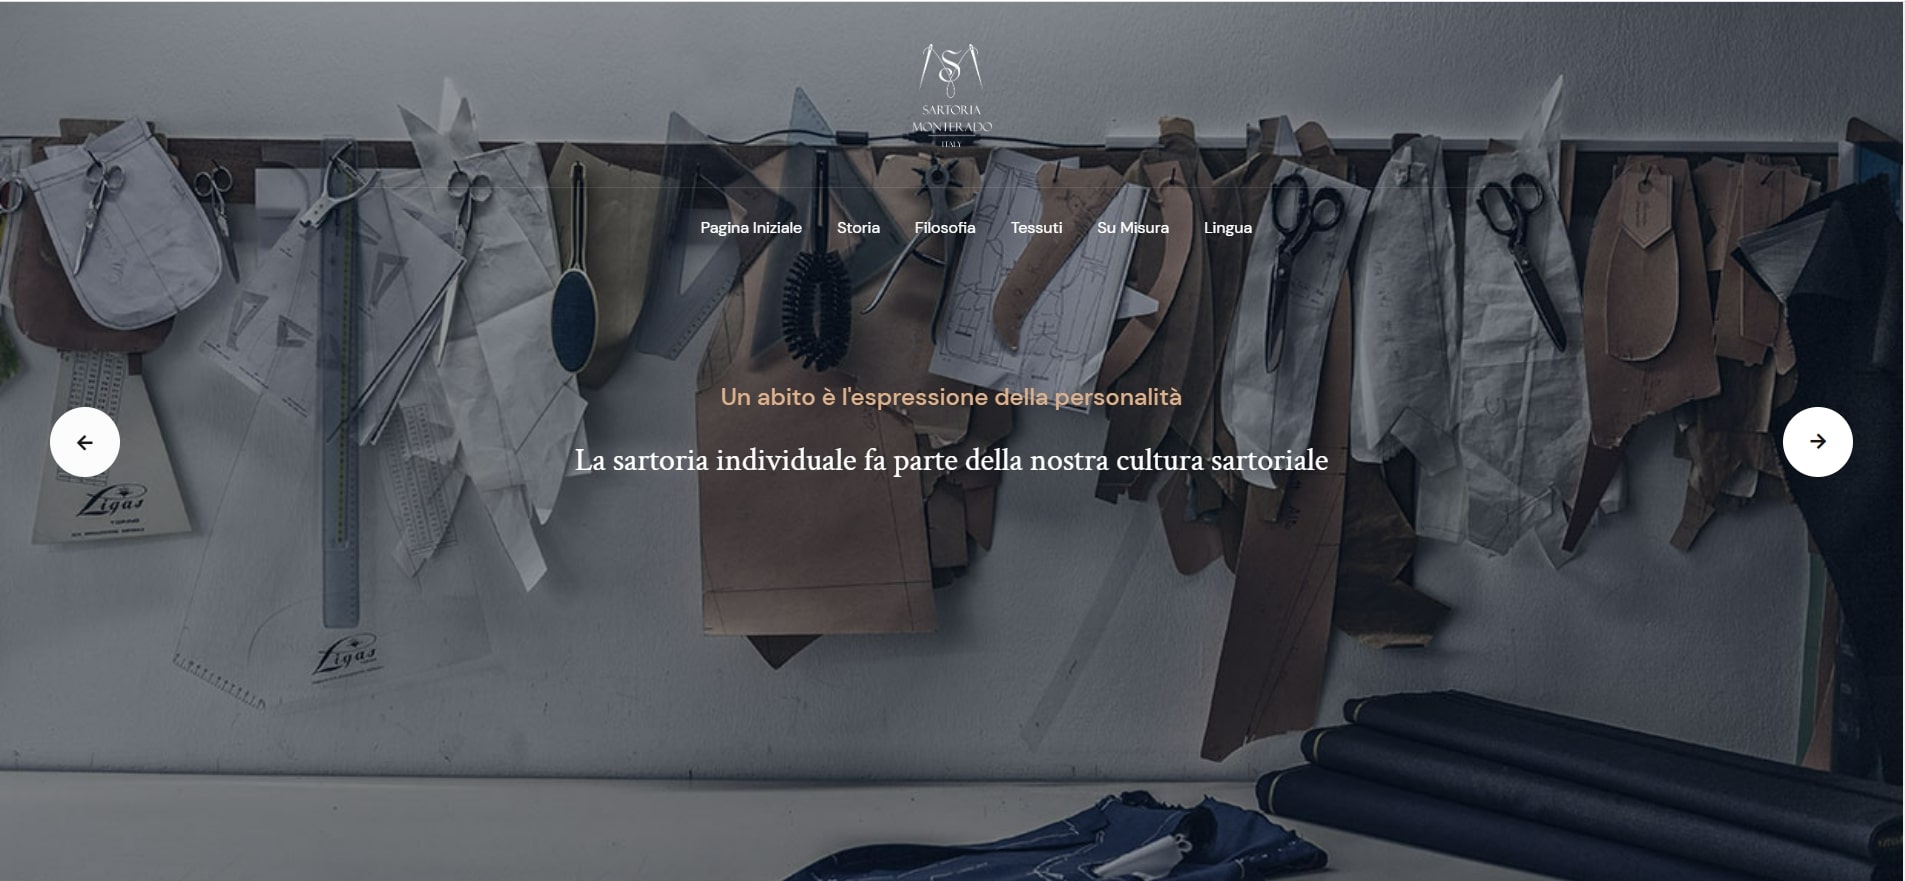 SARTORIA
MONTERADO
ITALY
Pagina Iniziale Storia Filosofia Tessuti Su Misura Lingua
Un abito è l'espressione della personalità
La sartoria individuale fa parte della nostra cultura sartoriale
Ligas
TORINO
Ligas